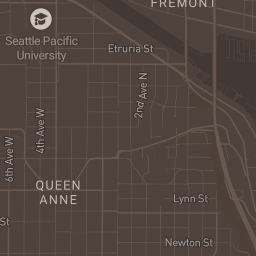 FREMONT
Seattle Pacific
University
Etruria St
2nd Ave N
4th Ave W
6th Ave W
QUEEN
ANNE
Lynn St
St
Newton St